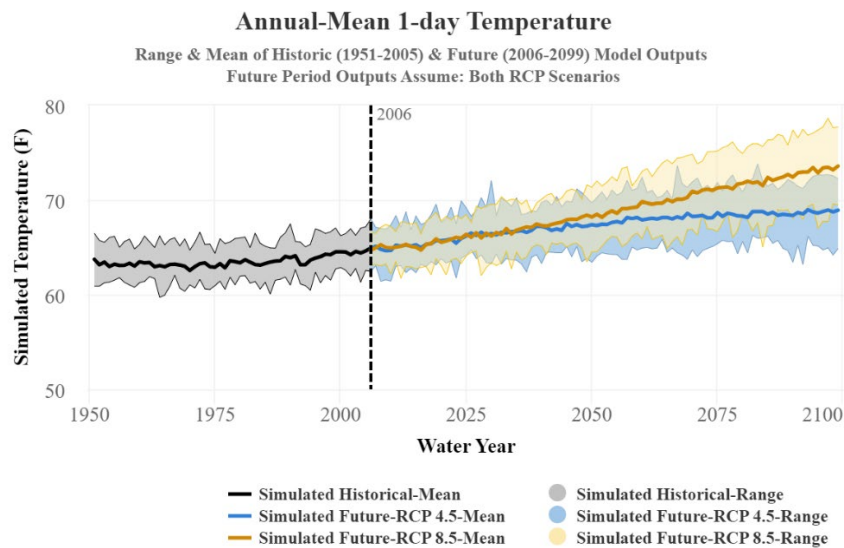 Annual-Mean 1-day Temperature
Range & Mean of Historic (1951-2005) & Future (2006-2099) Model Outputs
Future Period Outputs Assume: Both RCP Scenarios
80
2006
Simulated Temperature (F)
70
60
50
1950 1975 2000 2025 2050 2075 2100
Water Year
Simulated Historical-Mean Simulated Historical-Range
Simulated Future-RCP 4.5-Mean Simulated Future-RCP 4.5-Range
Simulated Future-RCP 8.5-Mean Simulated Future-RCP 8.5-Range